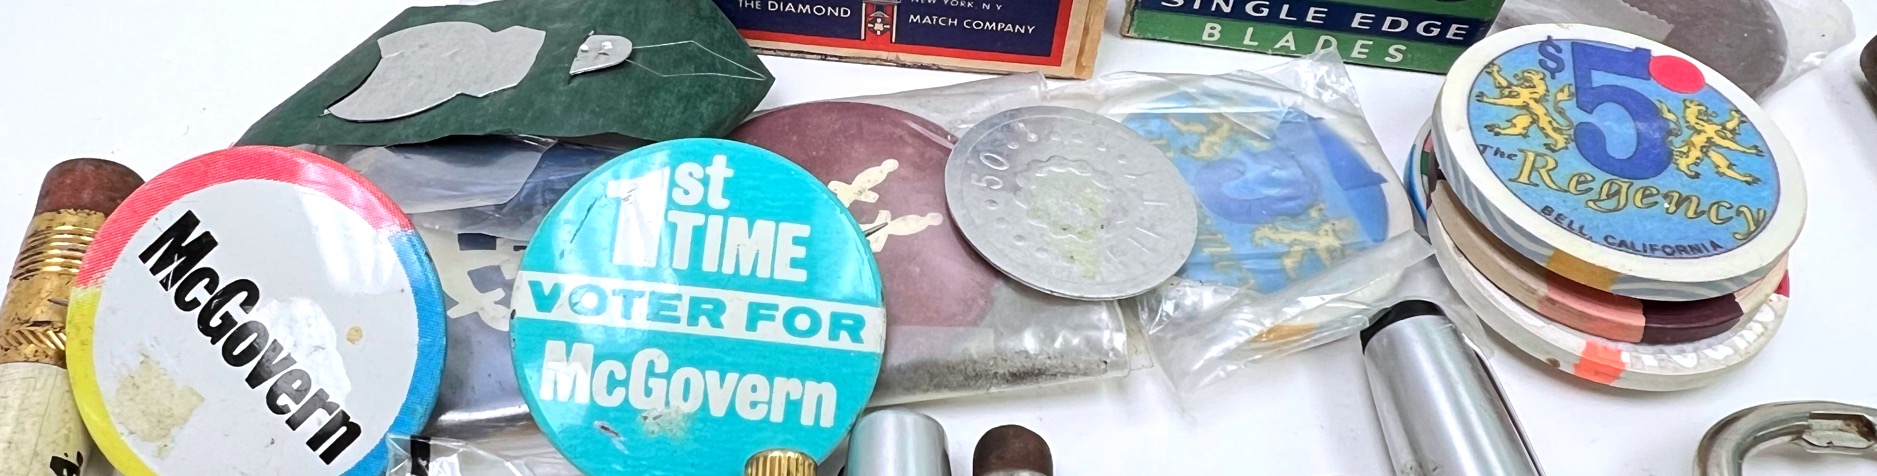 NEW YORK, N.Y
THE DIAMOND
MATCH COMPANY
SINGLE EDGE
BLADES
$5
The
Regency
BELL, CALIFORNIA
50
1st
TIME
VOTER FOR
McGovern
McGovern